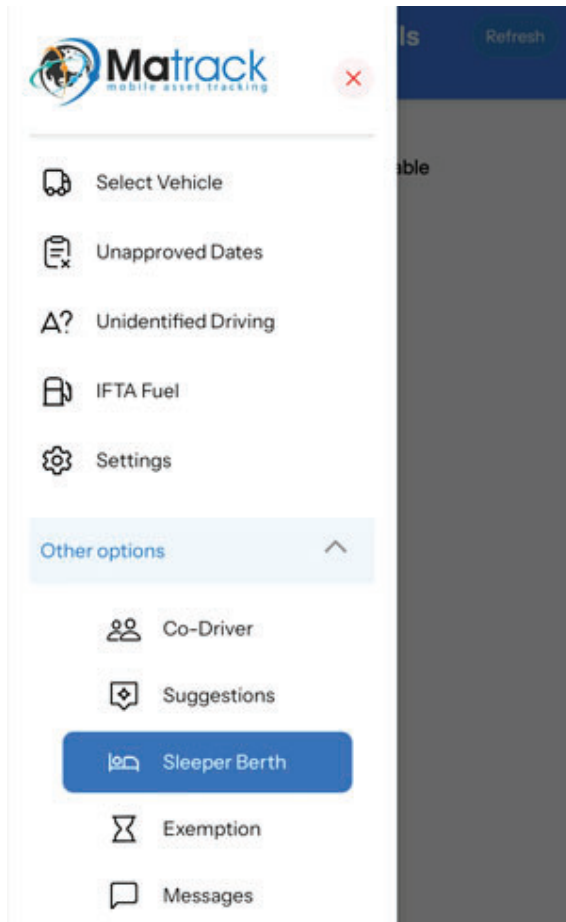 Matrack
mobile asset tracking
ls
Refresh
able
Select Vehicle
Unapproved Dates
A? Unidentified Driving
IFTA Fuel
Settings
Other options
Co-Driver
Suggestions
Sleeper Berth
Exemption
Messages